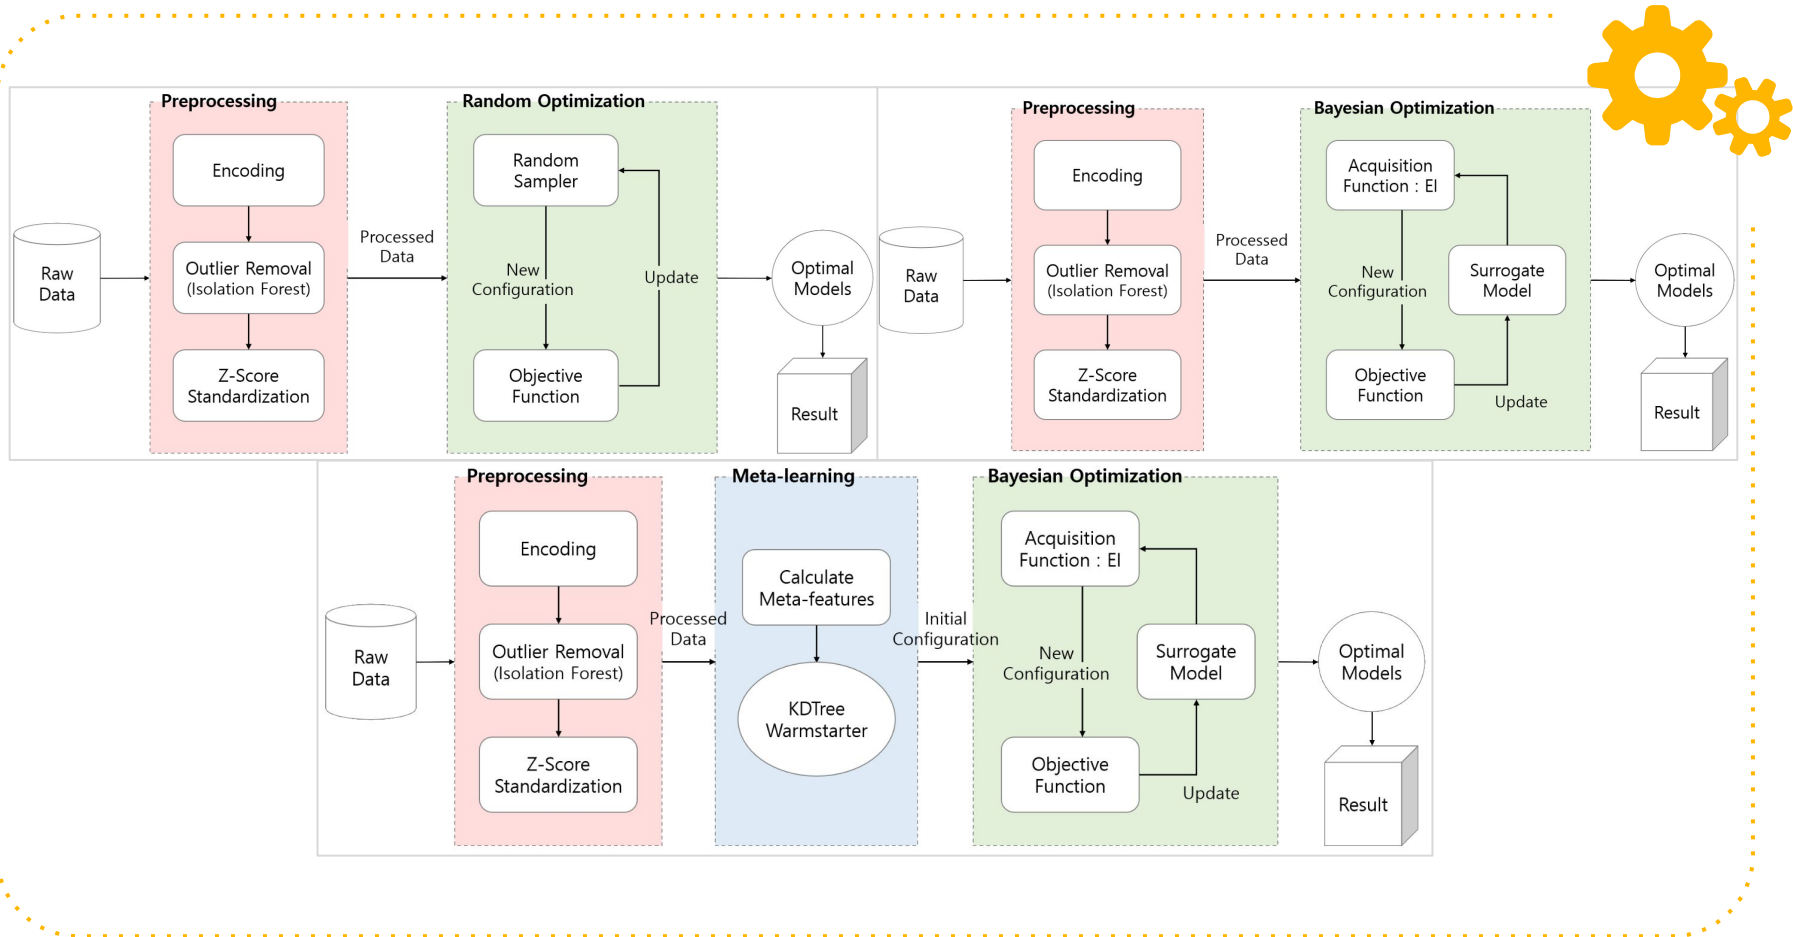 Preprocessing
Encoding
Outlier Removal
(Isolation Forest)
Z-Score
Standardization
Raw
Data
Processed
Data
Random Optimization
Random
Sampler
New
Configuration
Update
Objective
Function
Optimal
Models
Result
Preprocessing
Encoding
Outlier Removal
(Isolation Forest)
Z-Score
Standardization
Raw
Data
Processed
Data
Bayesian Optimization
Acquisition
Function : EI
New
Configuration
Surrogate
Model
Objective
Function
Update
Optimal
Models
Result
Preprocessing
Encoding
Outlier Removal
(Isolation Forest)
Z-Score
Standardization
Raw
Data
Processed
Data
Meta-learning
Calculate
Meta-features
KDTree
Warmstarter
Initial
Configuration
Bayesian Optimization
Acquisition
Function : EI
New
Configuration
Surrogate
Model
Objective
Function
Update
Optimal
Models
Result